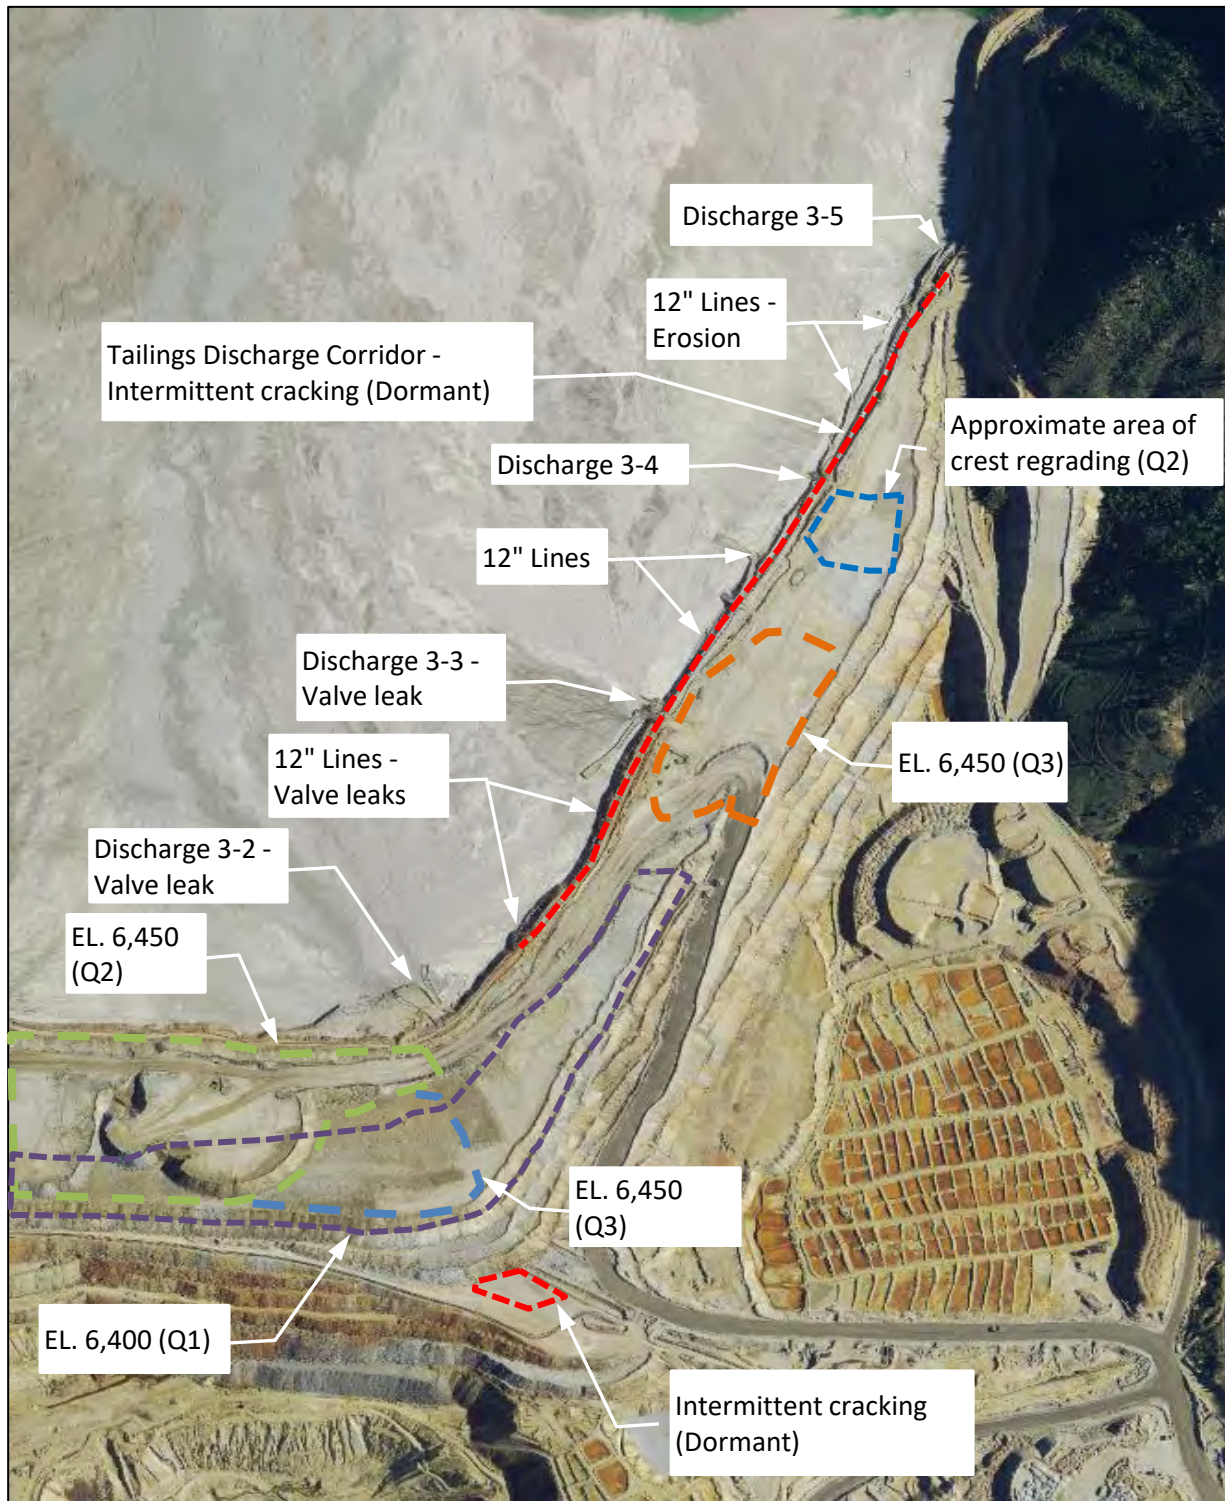 Discharge 3-5
12" Lines -
Erosion
Tailings Discharge Corridor -
Intermittent cracking (Dormant)
Approximate area of
crest regrading (Q2)
Discharge 3-4
12" Lines
Discharge 3-3 -
Valve leak
EL. 6,450 (Q3)
12" Lines -
Valve leaks
Discharge 3-2 -
Valve leak
EL. 6,450
(Q2)
EL. 6,450
(Q3)
EL. 6,400 (Q1)
Intermittent cracking
(Dormant)